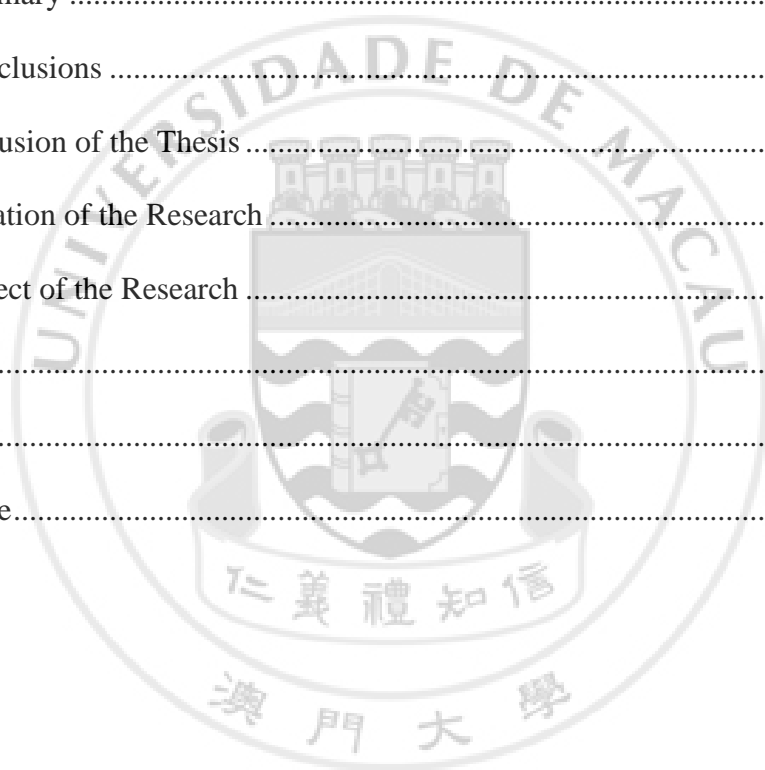 mary ........................................
clusions ........................................
usion of the Thesis ........................................
ation of the Research ........................................
ect of the Research ........................................
........................................
........................................
e ........................................
UNIVERSIDADE DE MACAU
仁義禮知信
澳門大學